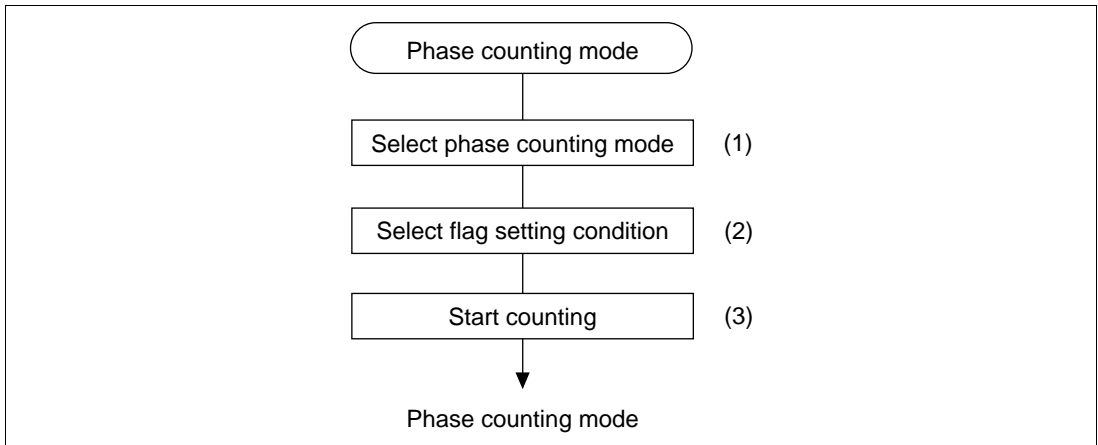 Phase counting mode
Select phase counting mode (1)
Select flag setting condition (2)
Start counting (3)
Phase counting mode